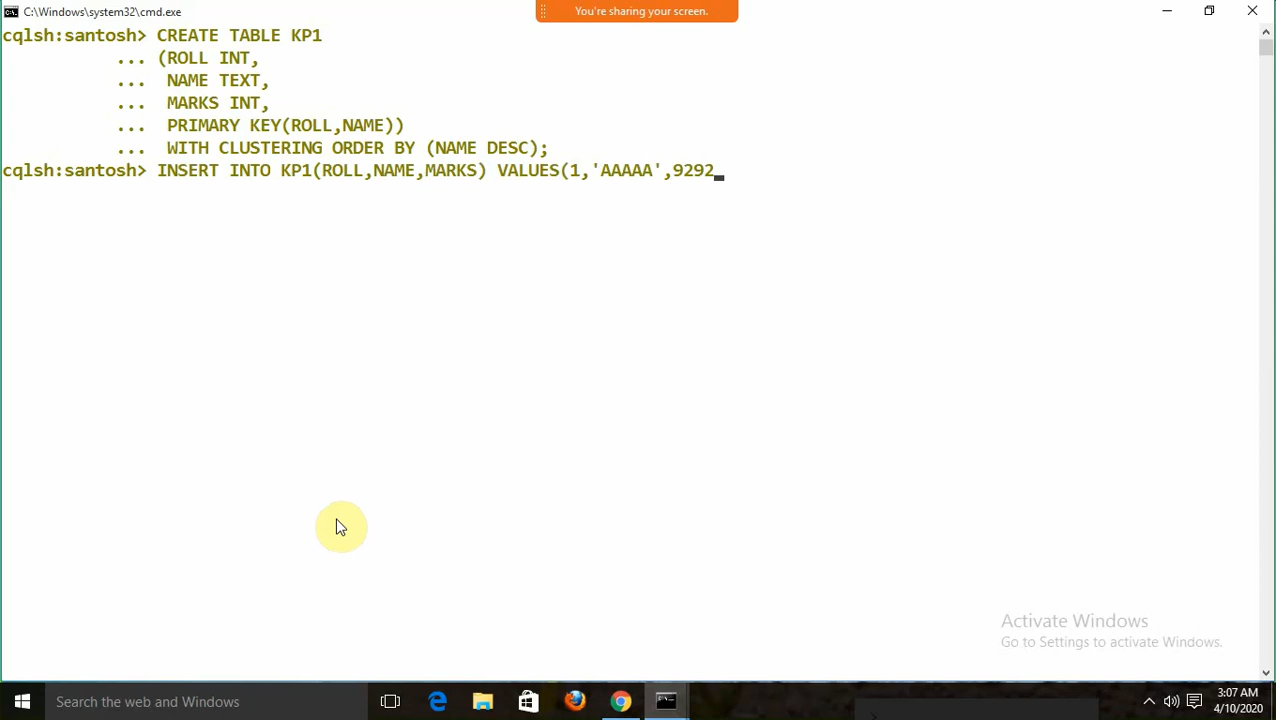 C:\Windows\system32\cmd.exe
You're sharing your screen.
cqlsh:santosh> CREATE TABLE KP1
... (ROLL INT,
... NAME TEXT,
... MARKS INT,
... PRIMARY KEY(ROLL,NAME))
... WITH CLUSTERING ORDER BY (NAME DESC);
cqlsh:santosh> INSERT INTO KP1(ROLL,NAME,MARKS) VALUES(1,'AAAAA',9292
Activate Windows
Go to Settings to activate Windows.
Search the web and Windows
3:07 AM
4/10/2020